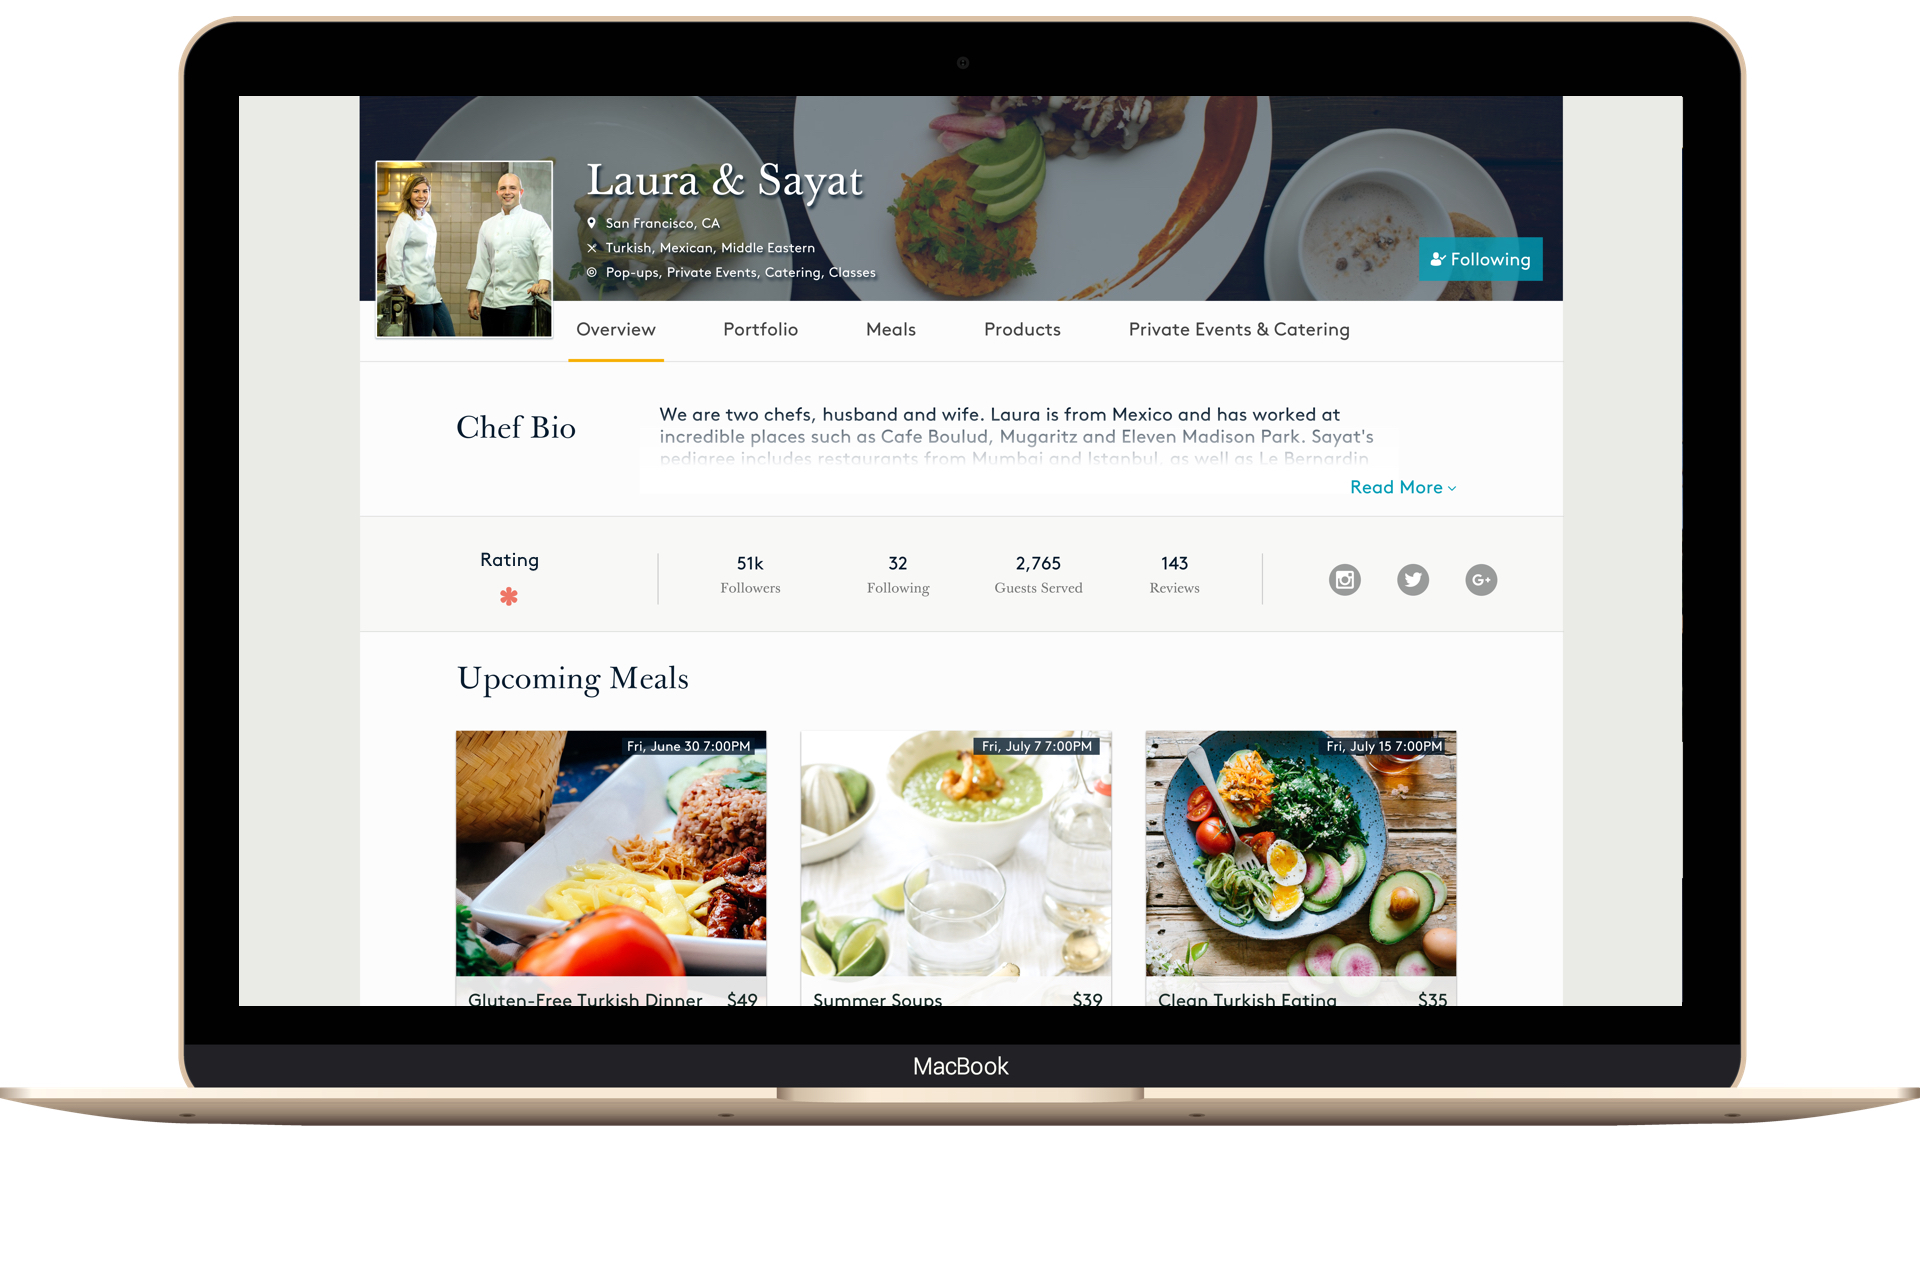 Laura & Sayat
San Francisco, CA
Turkish, Mexican, Middle Eastern
Pop-ups, Private Events, Catering, Classes
Following
Overview
Portfolio
Meals
Products
Private Events & Catering
Chef Bio
We are two chefs, husband and wife. Laura is from Mexico and has worked at
incredible places such as Cafe Boulud, Mugaritz and Eleven Madison Park. Sayat's
pedigree includes restaurants from Mumbai and Istanbul, as well as Le Bernardin
Read More
Rating
51k
Followers
32
Following
2,765
Guests Served
143
Reviews
G+
Upcoming Meals
Fri, June 30 7:00PM
Gluten-Free Turkish Dinner $49
Fri, July 7 7:00PM
Summer Soups $39
Fri, July 15 7:00PM
Clean Turkish Eating $35
MacBook